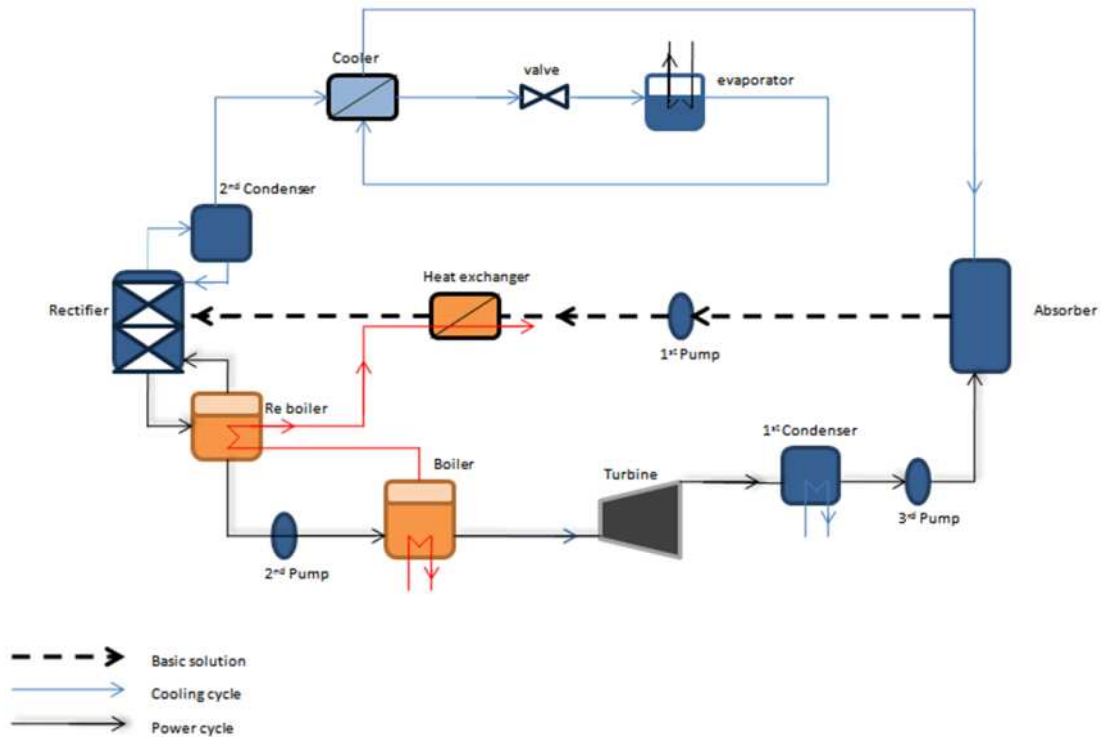 Cooler
valve
evaporator
2nd Condenser
Heat exchanger
Rectifier
Absorber
1st Pump
Re boiler
1st Condenser
Boiler
Turbine
3rd Pump
2nd Pump
Basic solution
Cooling cycle
Power cycle